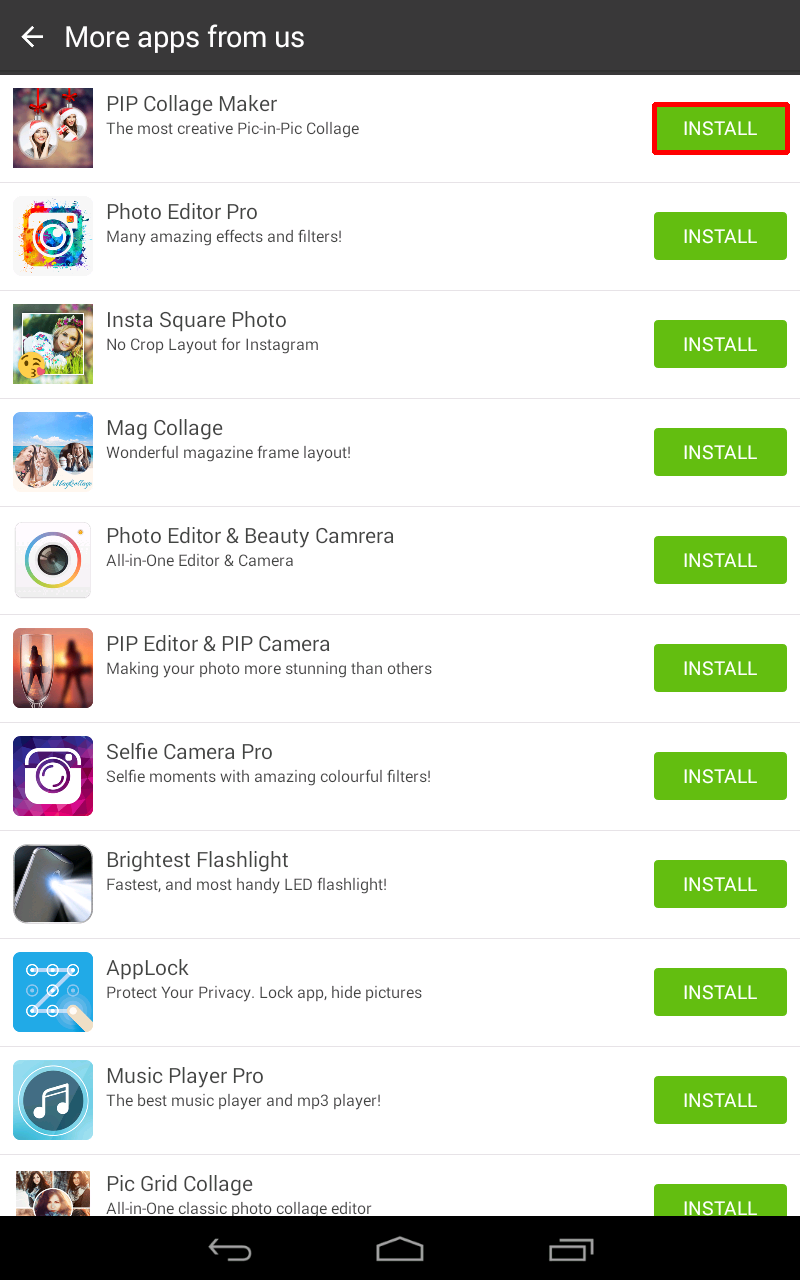 More apps from us
PIP Collage Maker
The most creative Pic-in-Pic Collage
INSTALL
Photo Editor Pro
Many amazing effects and filters!
INSTALL
Insta Square Photo
No Crop Layout for Instagram
INSTALL
Mag Collage
Wonderful magazine frame layout!
MagCollage
INSTALL
Photo Editor & Beauty Camrera
All-in-One Editor & Camera
INSTALL
PIP Editor & PIP Camera
Making your photo more stunning than others
INSTALL
Selfie Camera Pro
Selfie moments with amazing colourful filters!
INSTALL
Brightest Flashlight
Fastest, and most handy LED flashlight!
INSTALL
AppLock
Protect Your Privacy. Lock app, hide pictures
INSTALL
Music Player Pro
The best music player and mp3 player!
INSTALL
Pic Grid Collage
All-in-One classic photo collage editor
INSTALL